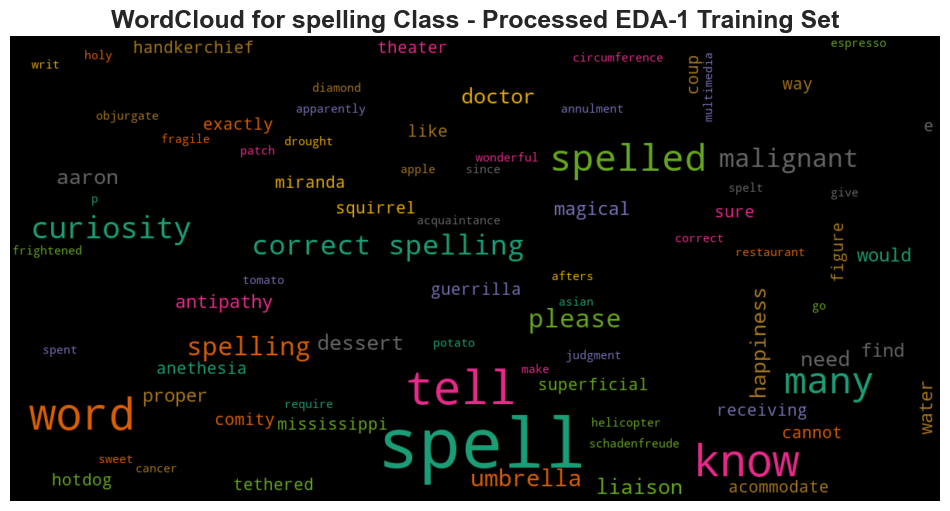 WordCloud for spelling Class - Processed EDA-1 Training Set
writ
holy
handkerchief
theater
circumference
coup
multimedia
espresso
way
diamond
doctor
apparently
annulment
objurgate
exactly
like
e
fragile
drought
patch
wonderful
spelled
malignant
aaron
miranda
apple
since
spelt
give
p
curiosity
squirrel
acquaintance
magical
sure
frightened
correct spelling
correct
restaurant
figure
would
tomato
afters
antipathy
guerrilla
asian
please
happiness
go
spent
spelling
dessert
potato
judgment
need
find
anethesia
make
tell
superficial
many
proper
receiving
water
word
comity
require
mississippi
helicopter
cannot
spell
schadenfreude
know
sweet
cancer
hotdog
tethered
umbrella
liaison
acommodate